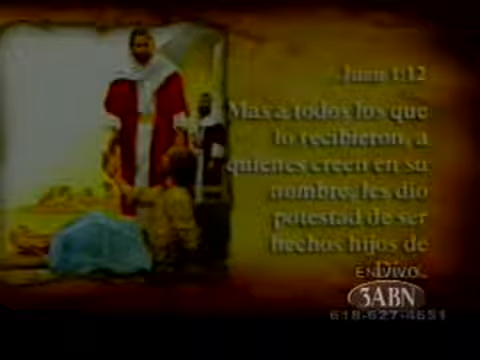 Juan 1:12
Mas a todos los que
lo recibieron, a
quienes creen en su
nombre, les dio
potestad de ser
hechos hijos de
Dios.
EN VIVO
3ABN
618-627-4651